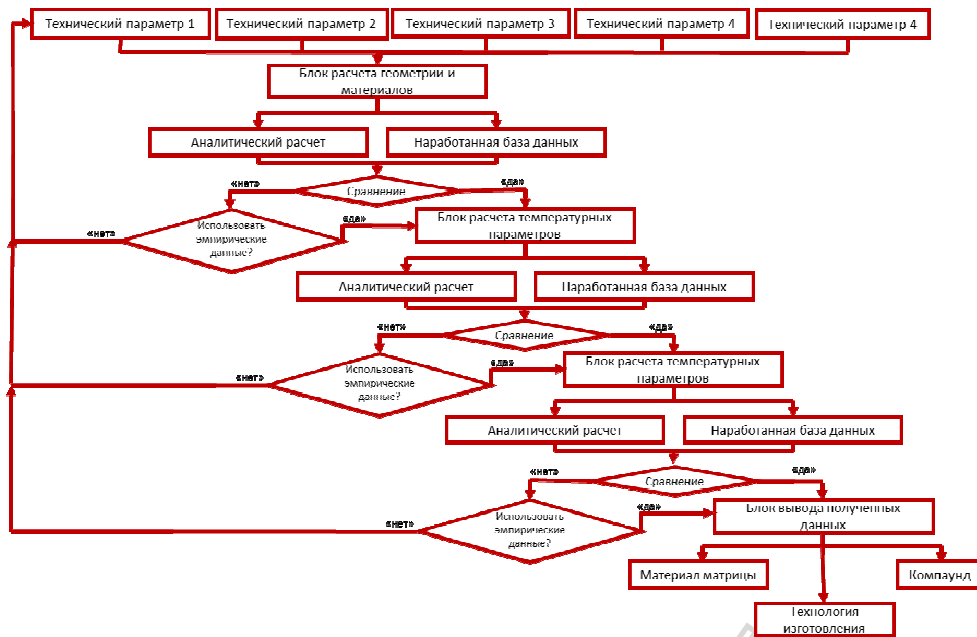 Технический параметр 1
Технический параметр 2
Технический параметр 3
Технический параметр 4
Технический параметр 4
Блок расчета геометрии и
материалов
Аналитический расчет
Наработанная база данных
Сравнение
«нет»
«да»
Использовать
эмпирические
данные?
«нет»
«да»
Блок расчета температурных
параметров
Аналитический расчет
Наработанная база данных
Сравнение
«нет»
«да»
Использовать
эмпирические
данные?
«нет»
«да»
Блок расчета температурных
параметров
Аналитический расчет
Наработанная база данных
Сравнение
«нет»
«да»
Использовать
эмпирические
данные?
«нет»
«да»
Блок вывода полученных
данных
Материал матрицы
Компаунд
Технология
изготовления